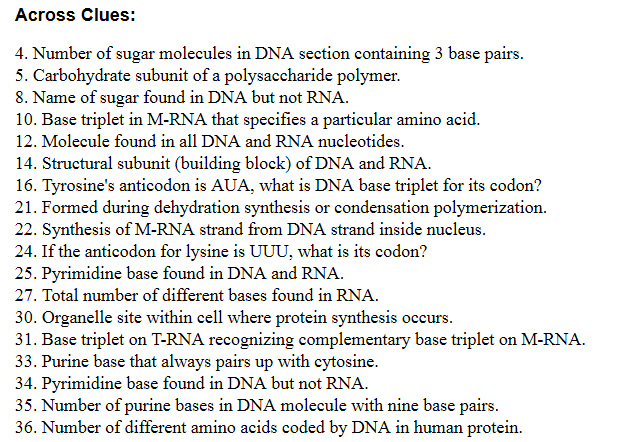 Across Clues:
4. Number of sugar molecules in DNA section containing 3 base pairs.
5. Carbohydrate subunit of a polysaccharide polymer.
8. Name of sugar found in DNA but not RNA.
10. Base triplet in M-RNA that specifies a particular amino acid.
12. Molecule found in all DNA and RNA nucleotides.
14. Structural subunit (building block) of DNA and RNA.
16. Tyrosine's anticodon is AUA, what is DNA base triplet for its codon?
21. Formed during dehydration synthesis or condensation polymerization.
22. Synthesis of M-RNA strand from DNA strand inside nucleus.
24. If the anticodon for lysine is UUU, what is its codon?
25. Pyrimidine base found in DNA and RNA.
27. Total number of different bases found in RNA.
30. Organelle site within cell where protein synthesis occurs.
31. Base triplet on T-RNA recognizing complementary base triplet on M-RNA.
33. Purine base that always pairs up with cytosine.
34. Pyrimidine base found in DNA but not RNA.
35. Number of purine bases in DNA molecule with nine base pairs.
36. Number of different amino acids coded by DNA in human protein.